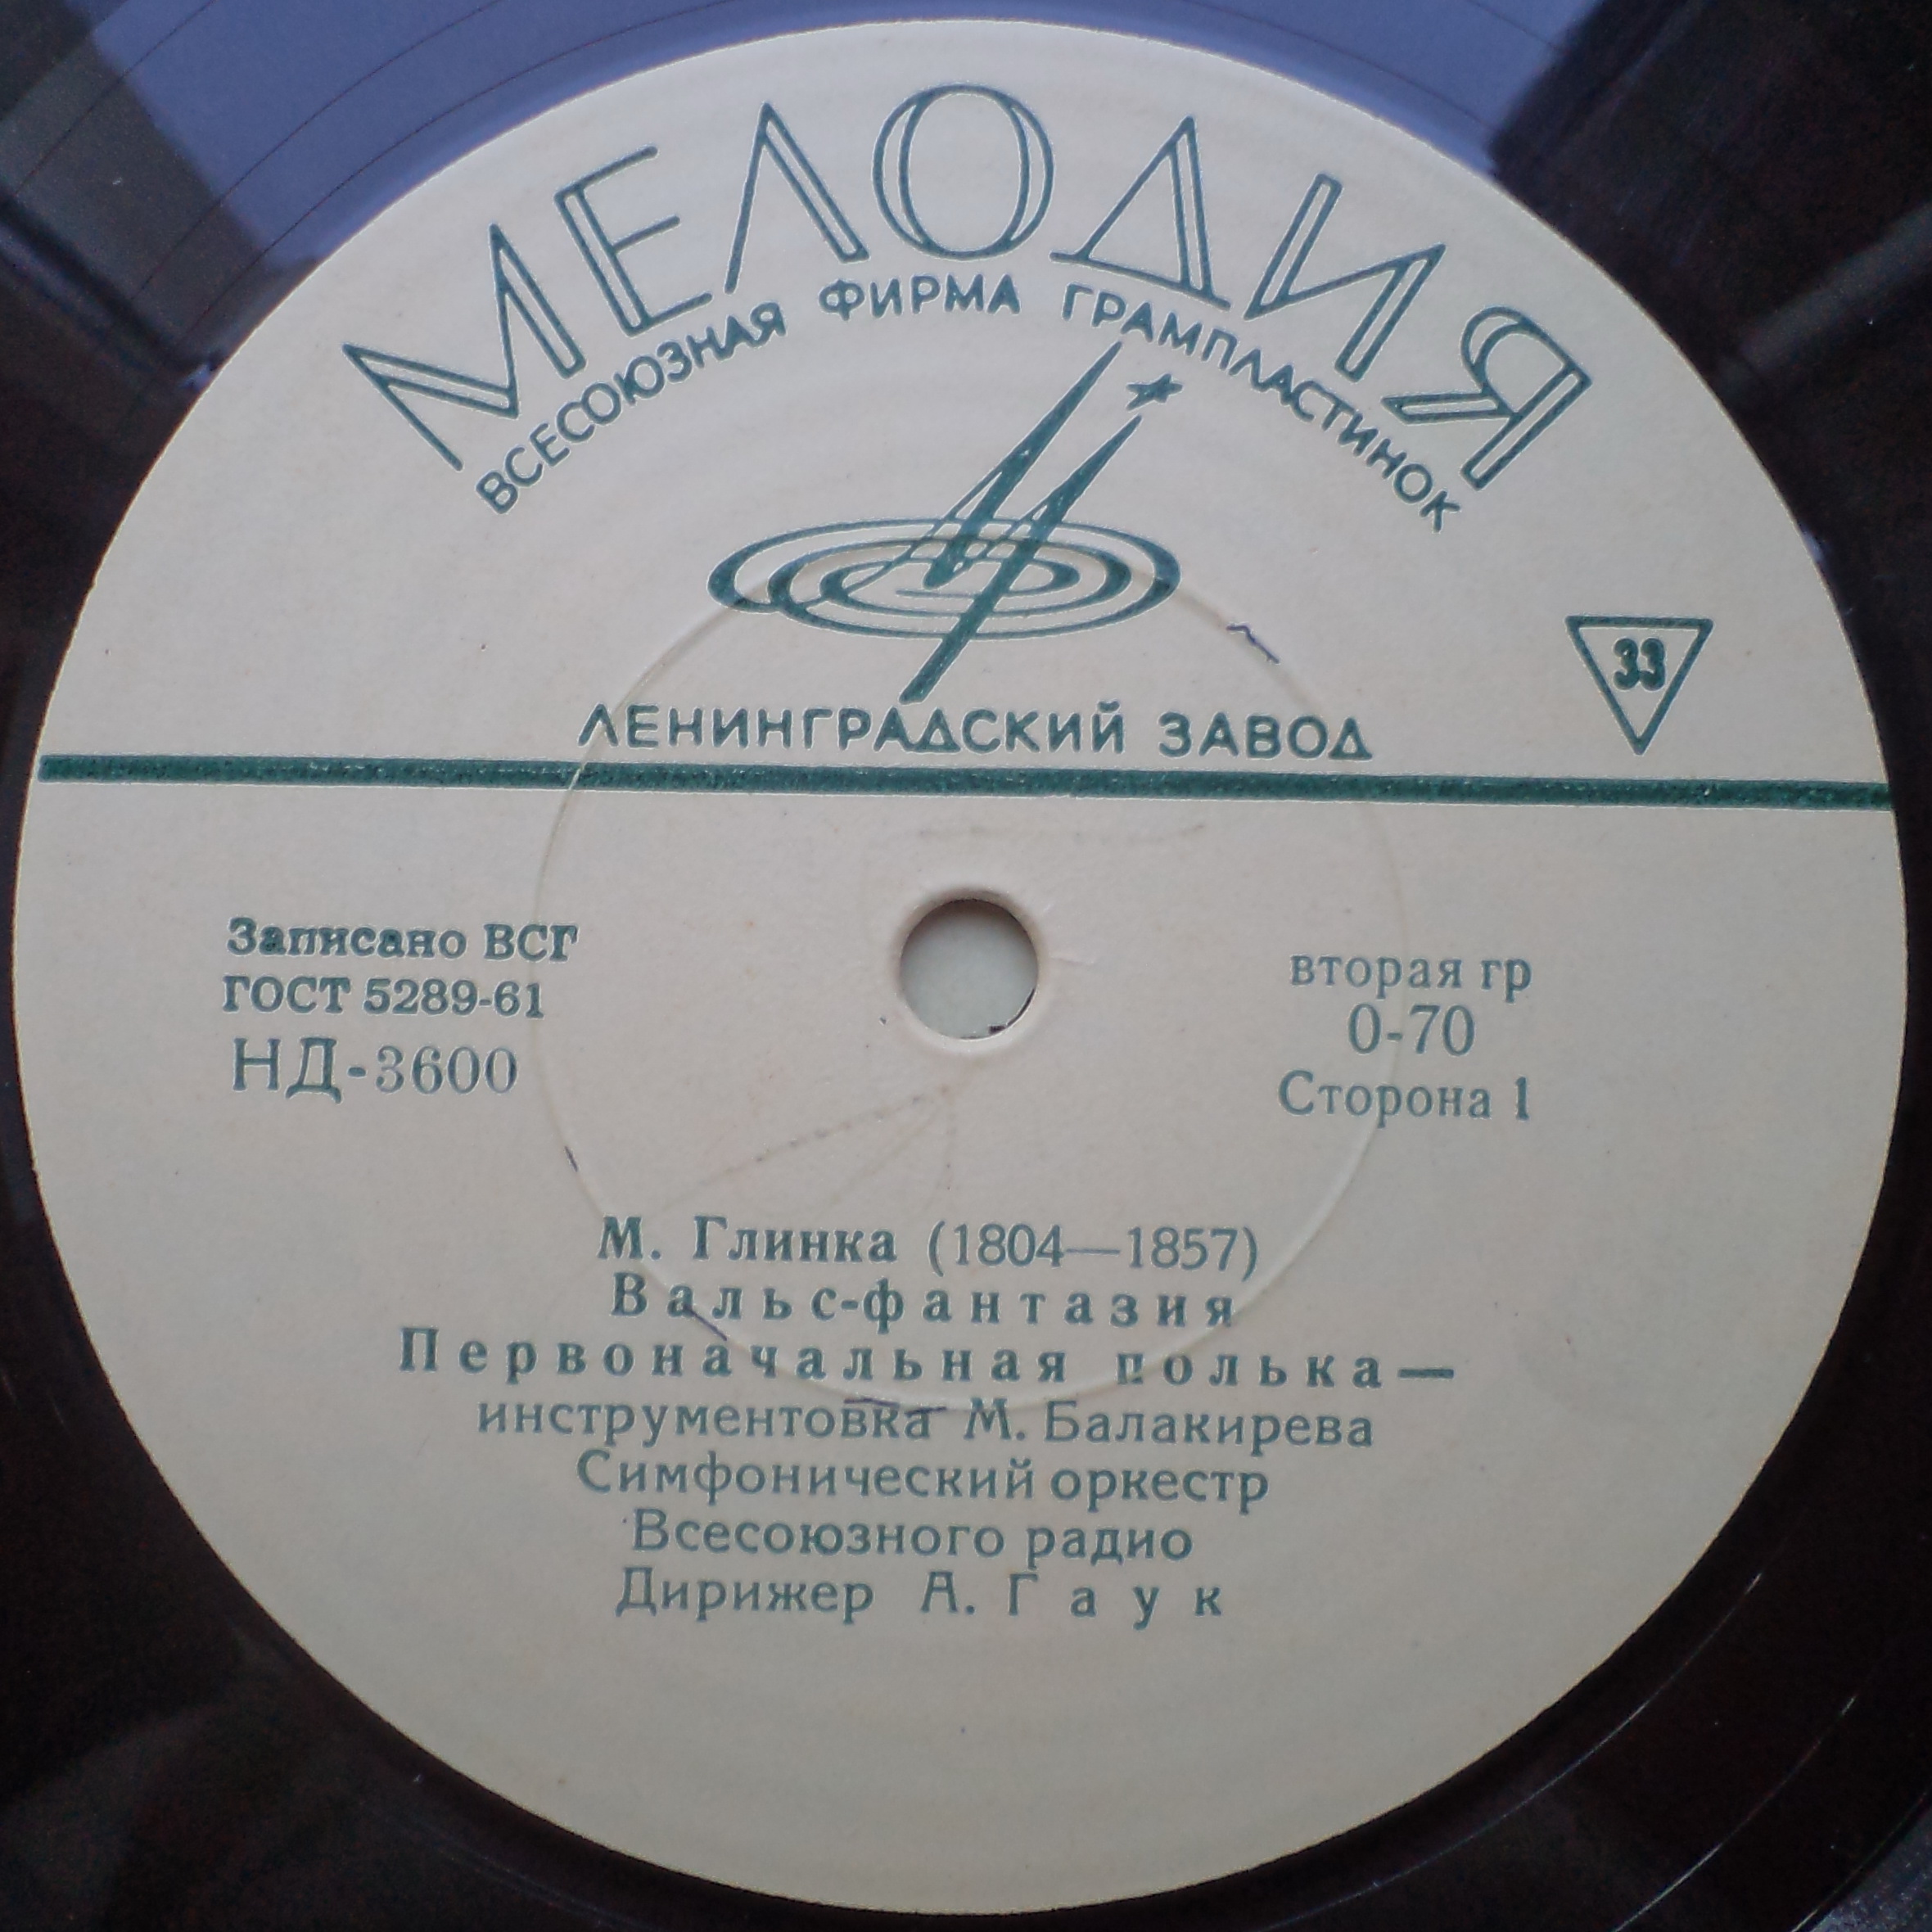 МЕЛОДИЯ
ВСЕСОЮЗНАЯ ФИРМА ГРАМПЛАСТИНОК
33
ЛЕНИНГРАДСКИЙ ЗАВОД
Записано ВСГ
ГОСТ 5289-61
НД-3600
вторая гр
0-70
Сторона 1
М. Глинка (1804—1857)
Вальс-фантазия
Первоначальная полька—
инструментовка М. Балакирева
Симфонический оркестр
Всесоюзного радио
Дирижер А. Гаук